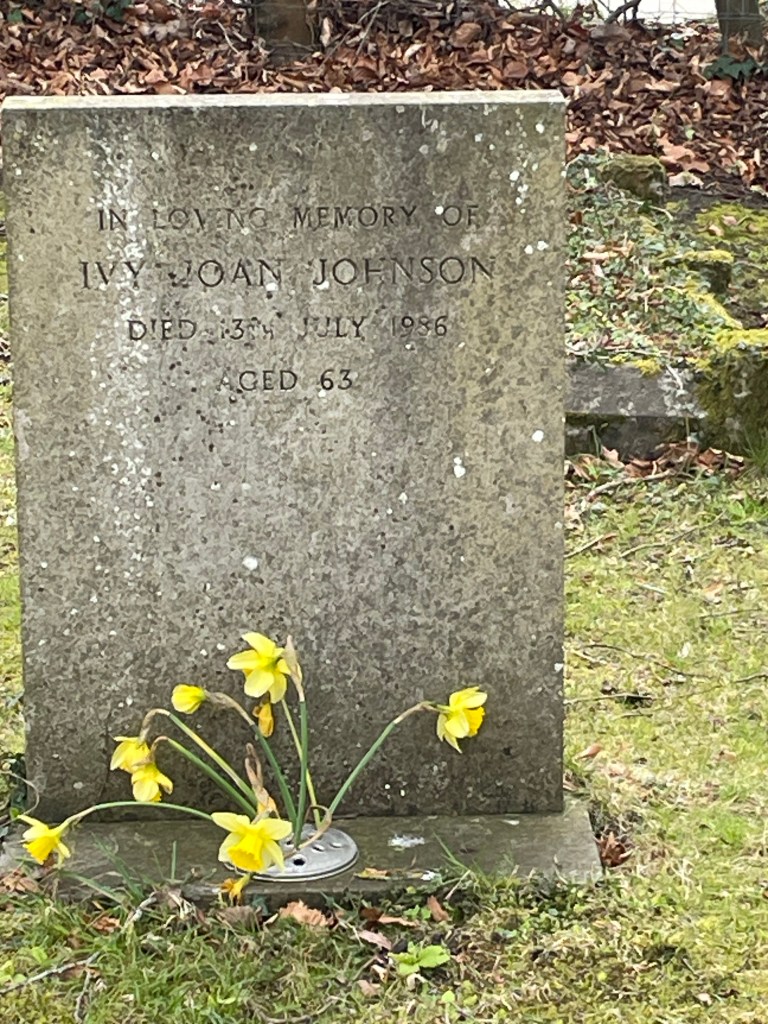 IN LOVING MEMORY OF
IVY JOAN JOHNSON
DIED 13TH JULY 1986
AGED 63